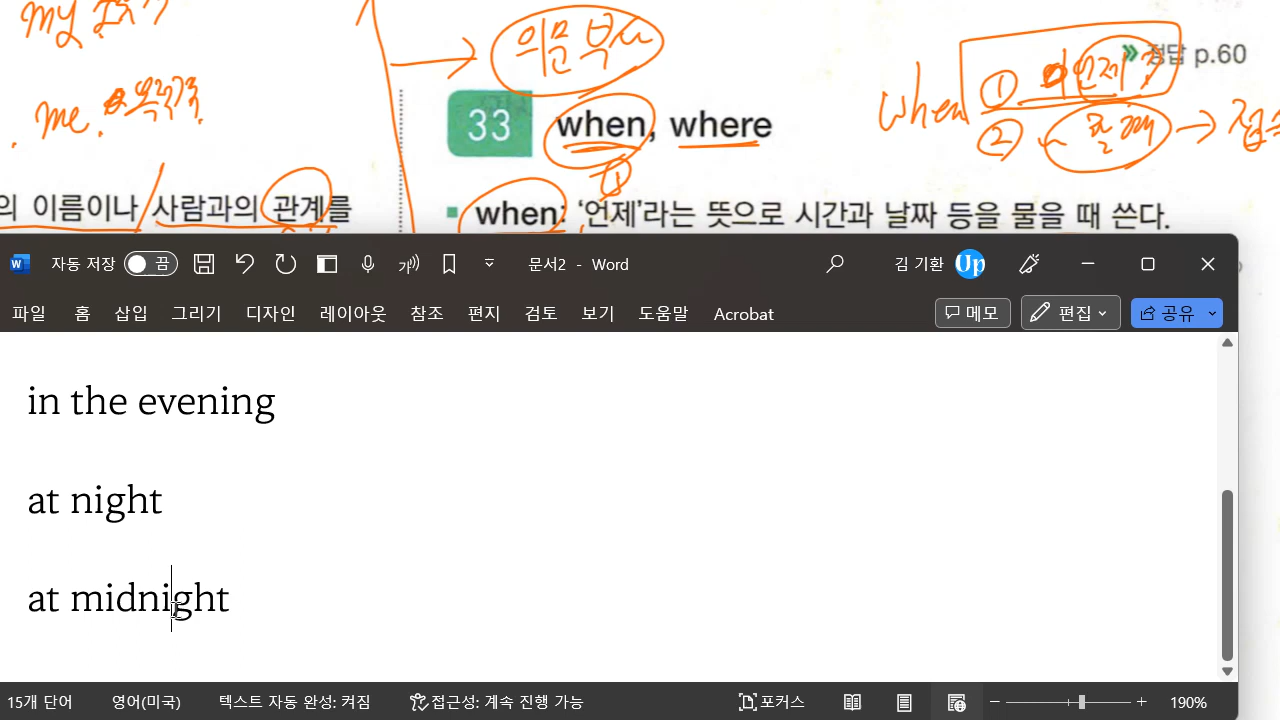 my
→ 의문 부사
» 정답 p.60
me.
when ① 언제?
② ~ 할 때 →
33 when, where
①
의 이름이나 / 사람과의 관계를
when: ‘언제’라는 뜻으로 시간과 날짜 등을 물을 때 쓴다.
자동 저장 끔 가 문서2 - Word 김 기환 Up
파일 홈 삽입 그리기 디자인 레이아웃 참조 편지 검토 보기 도움말 Acrobat 메모 편집 공유
in the evening
at night
at midnight
15개 단어 영어(미국) 텍스트 자동 완성: 켜짐 접근성: 계속 진행 가능 포커스 190%